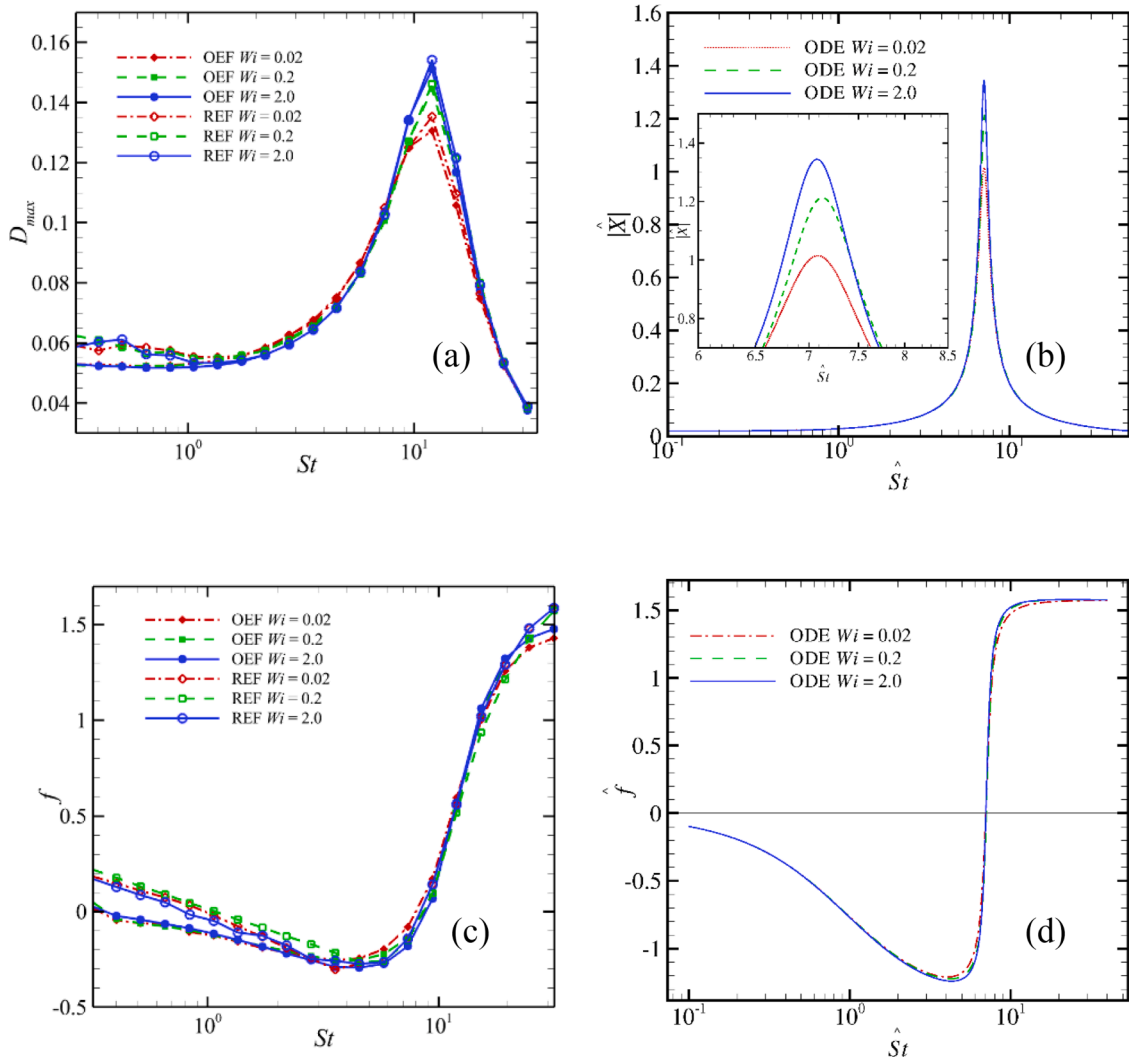 0.16
0.14
0.12
0.1
0.08
0.06
0.04
D_max
OEF Wi = 0.02
OEF Wi = 0.2
OEF Wi = 2.0
REF Wi = 0.02
REF Wi = 0.2
REF Wi = 2.0
(a)
10^0 10^1
St
1.6
1.4
1.2
1
0.8
0.6
0.4
0.2
0
|X̂|
ODE Wi = 0.02
ODE Wi = 0.2
ODE Wi = 2.0
1.4
1.2
1
0.8
|X̂|
6 6.5 7 7.5 8 8.5
Ŝt
(b)
10^-1 10^0 10^1
Ŝt
1.5
1
0.5
0
-0.5
f
OEF Wi = 0.02
OEF Wi = 0.2
OEF Wi = 2.0
REF Wi = 0.02
REF Wi = 0.2
REF Wi = 2.0
(c)
10^0 10^1
St
1.5
1
0.5
0
-0.5
-1
f̂
ODE Wi = 0.02
ODE Wi = 0.2
ODE Wi = 2.0
(d)
10^-1 10^0 10^1
Ŝt